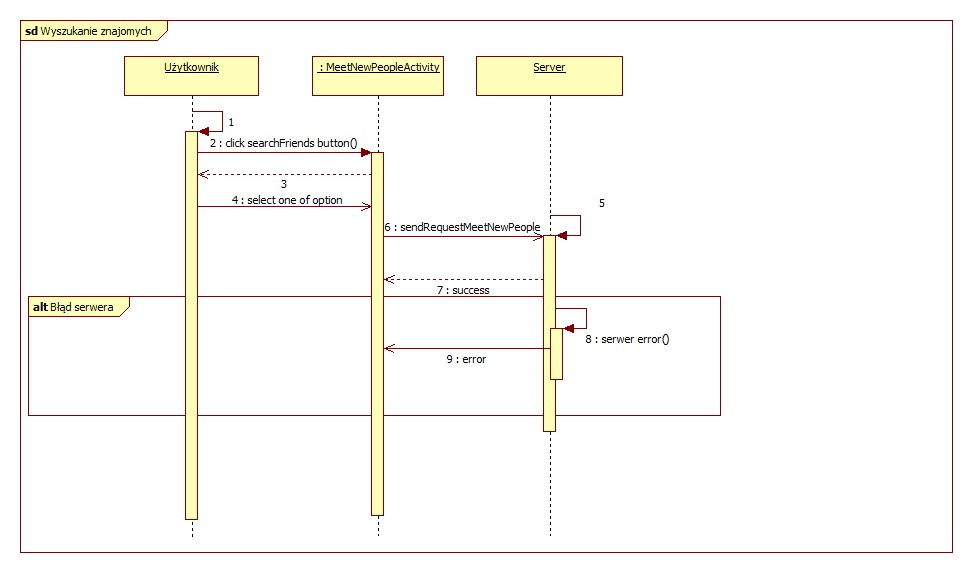 sd Wyszukanie znajomych
Użytkownik
: MeetNewPeopleActivity
Server
1
2 : click searchFriends button()
3
4 : select one of option
5
6 : sendRequestMeetNewPeople
7 : success
alt Błąd serwera
8 : serwer error()
9 : error